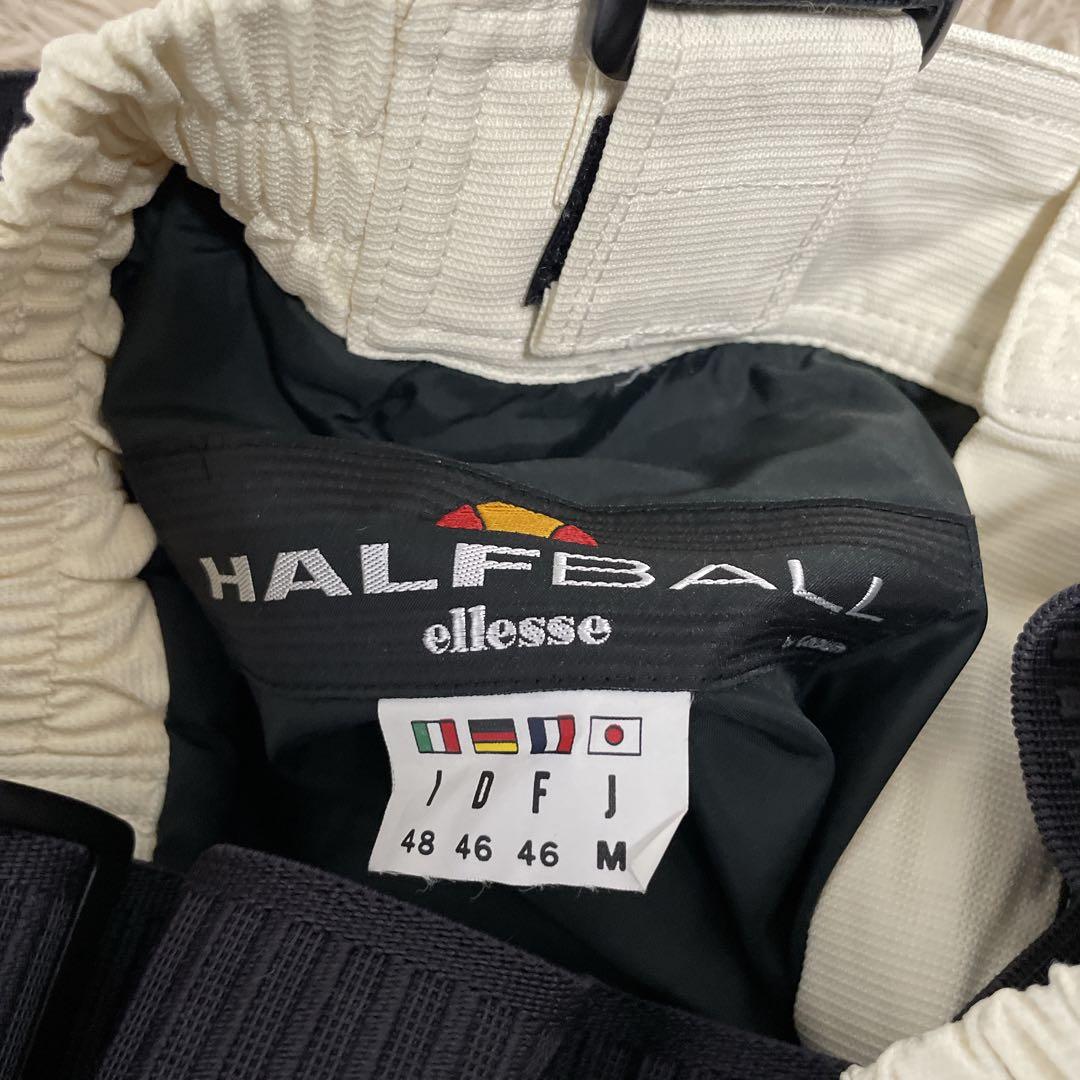 HALFBALL
ellesse
I D F J
48 46 46 M